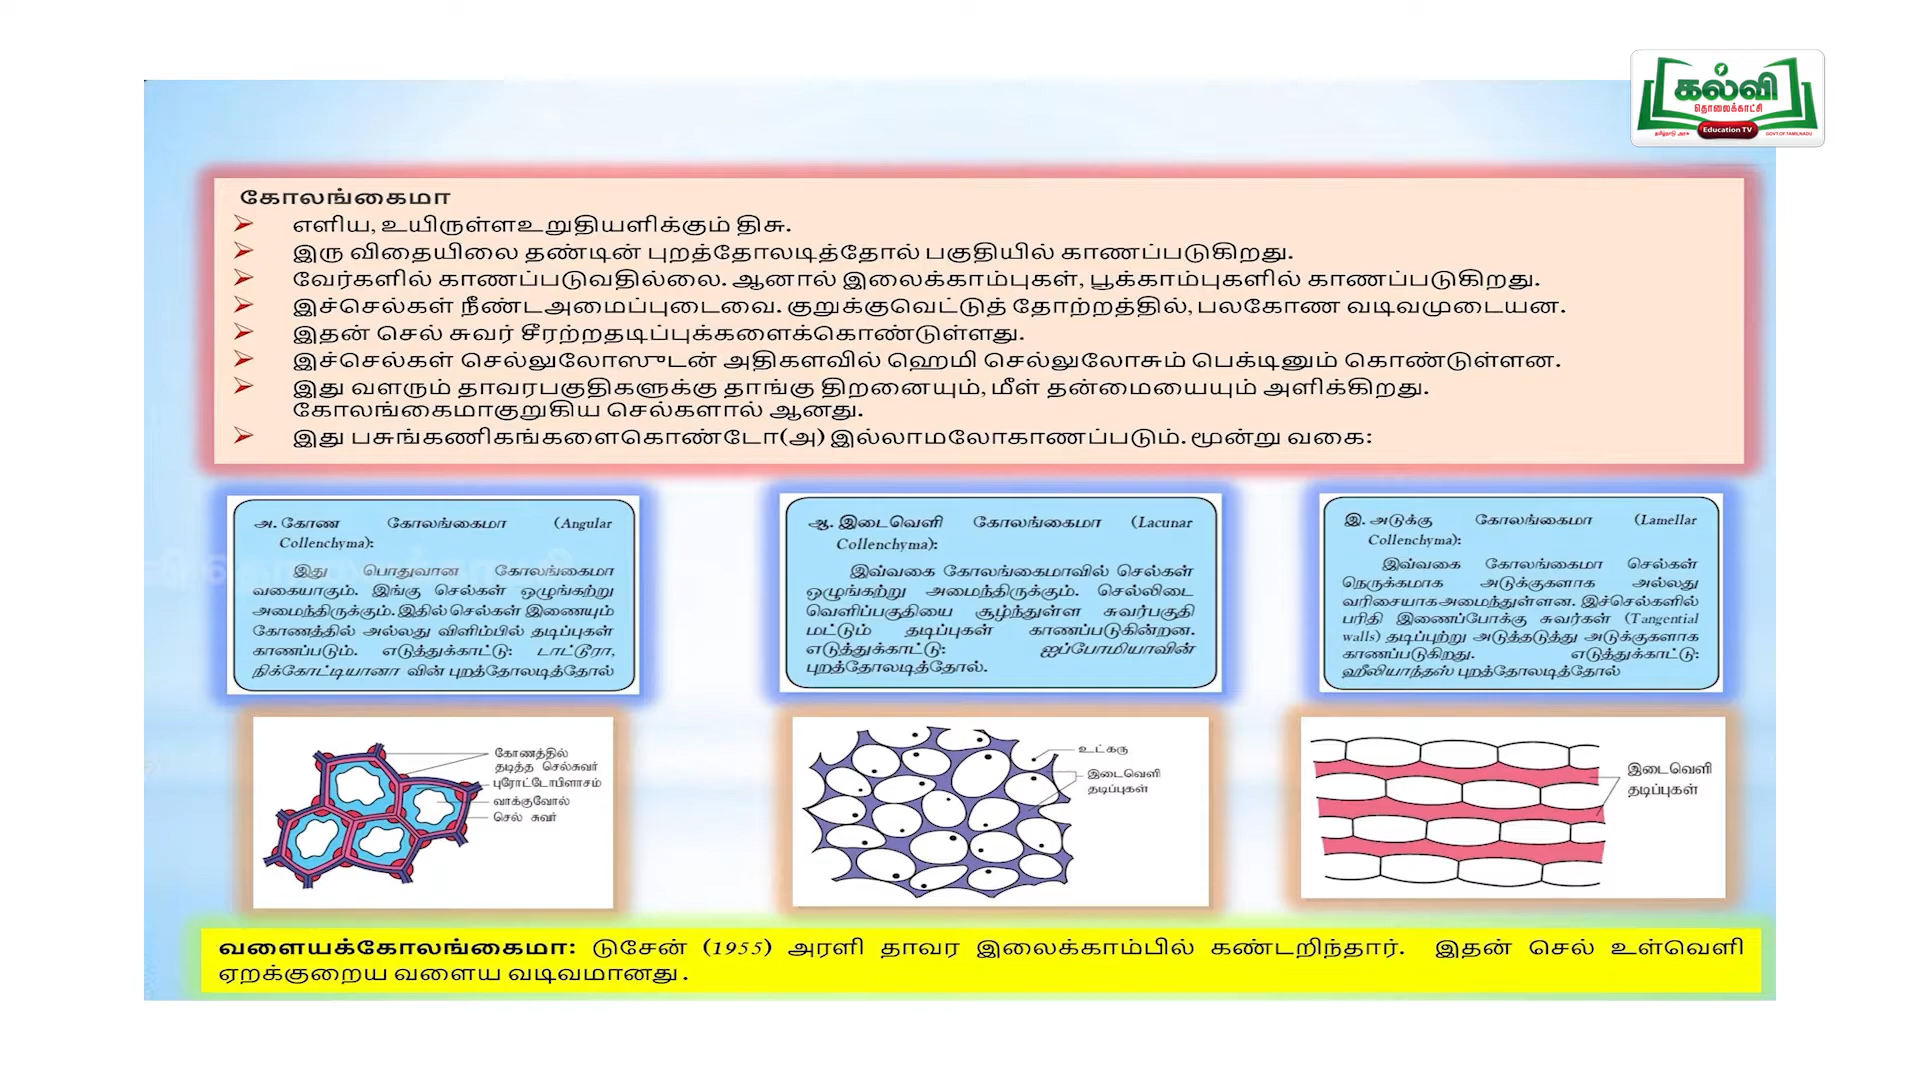 கல்வி
தொலைக்காட்சி
தமிழ்நாடு அரசு Education TV GOVT.OF.TAMILNADU
கோலங்கைமா
எளிய, உயிருள்ளஉறுதியளிக்கும் திசு.
இரு விதையிலை தண்டின் புறத்தோலடித்தோல் பகுதியில் காணப்படுகிறது.
வேர்களில் காணப்படுவதில்லை. ஆனால் இலைக்காம்புகள், பூக்காம்புகளில் காணப்படுகிறது.
இச்செல்கள் நீண்டஅமைப்புடைவை. குறுக்குவெட்டுத் தோற்றத்தில், பலகோண வடிவமுடையன.
இதன் செல் சுவர் சீரற்றதடிப்புக்களைக்கொண்டுள்ளது.
இச்செல்கள் செல்லுலோஸுடன் அதிகளவில் ஹெமி செல்லுலோசும் பெக்டினும் கொண்டுள்ளன.
இது வளரும் தாவரபகுதிகளுக்கு தாங்கு திறனையும், மீள் தன்மையையும் அளிக்கிறது.
கோலங்கைமாகுறுகிய செல்களால் ஆனது.
இது பசுங்கணிகங்களைகொண்டோ(அ) இல்லாமலோகாணப்படும். மூன்று வகை:
அ. கோண கோலங்கைமா (Angular
Collenchyma):
இது பொதுவான கோலங்கைமா
வகையாகும். இங்கு செல்கள் ஒழுங்கற்று
அமைந்திருக்கும். இதில் செல்கள் இணையும்
கோணத்தில் அல்லது விளிம்பில் தடிப்புகள்
காணப்படும். எடுத்துக்காட்டு: டாட்டூரா,
நிக்கோட்டியானா வின் புறத்தோலடித்தோல்
ஆ. இடைவெளி கோலங்கைமா (Lacunar
Collenchyma):
இவ்வகை கோலங்கைமாவில் செல்கள்
ஒழுங்கற்று அமைந்திருக்கும். செல்லிடை
வெளிப்பகுதியை சூழ்ந்துள்ள சுவர்பகுதி
மட்டும் தடிப்புகள் காணப்படுகின்றன.
எடுத்துக்காட்டு: ஐப்போமியாவின்
புறத்தோலடித்தோல்.
இ. அடுக்கு கோலங்கைமா (Lamellar
Collenchyma):
இவ்வகை கோலங்கைமா செல்கள்
நெருக்கமாக அடுக்குகளாக அல்லது
வரிசையாகஅமைந்துள்ளன. இச்செல்களில்
பரிதி இணைப்போக்கு சுவர்கள் (Tangential
walls) தடிப்புற்று அடுத்தடுத்து அடுக்குகளாக
காணப்படுகிறது. எடுத்துக்காட்டு:
ஹீலியாந்தஸ் புறத்தோலடித்தோல்
கோணத்தில்
தடித்த செல்சுவர்
புரோட்டோபிளாசம்
வாக்குவோல்
செல் சுவர்
உட்கரு
இடைவெளி
தடிப்புகள்
இடைவெளி
தடிப்புகள்
வளையக்கோலங்கைமா: டுசேன் (1955) அரளி தாவர இலைக்காம்பில் கண்டறிந்தார். இதன் செல் உள்வெளி
ஏறக்குறைய வளைய வடிவமானது.